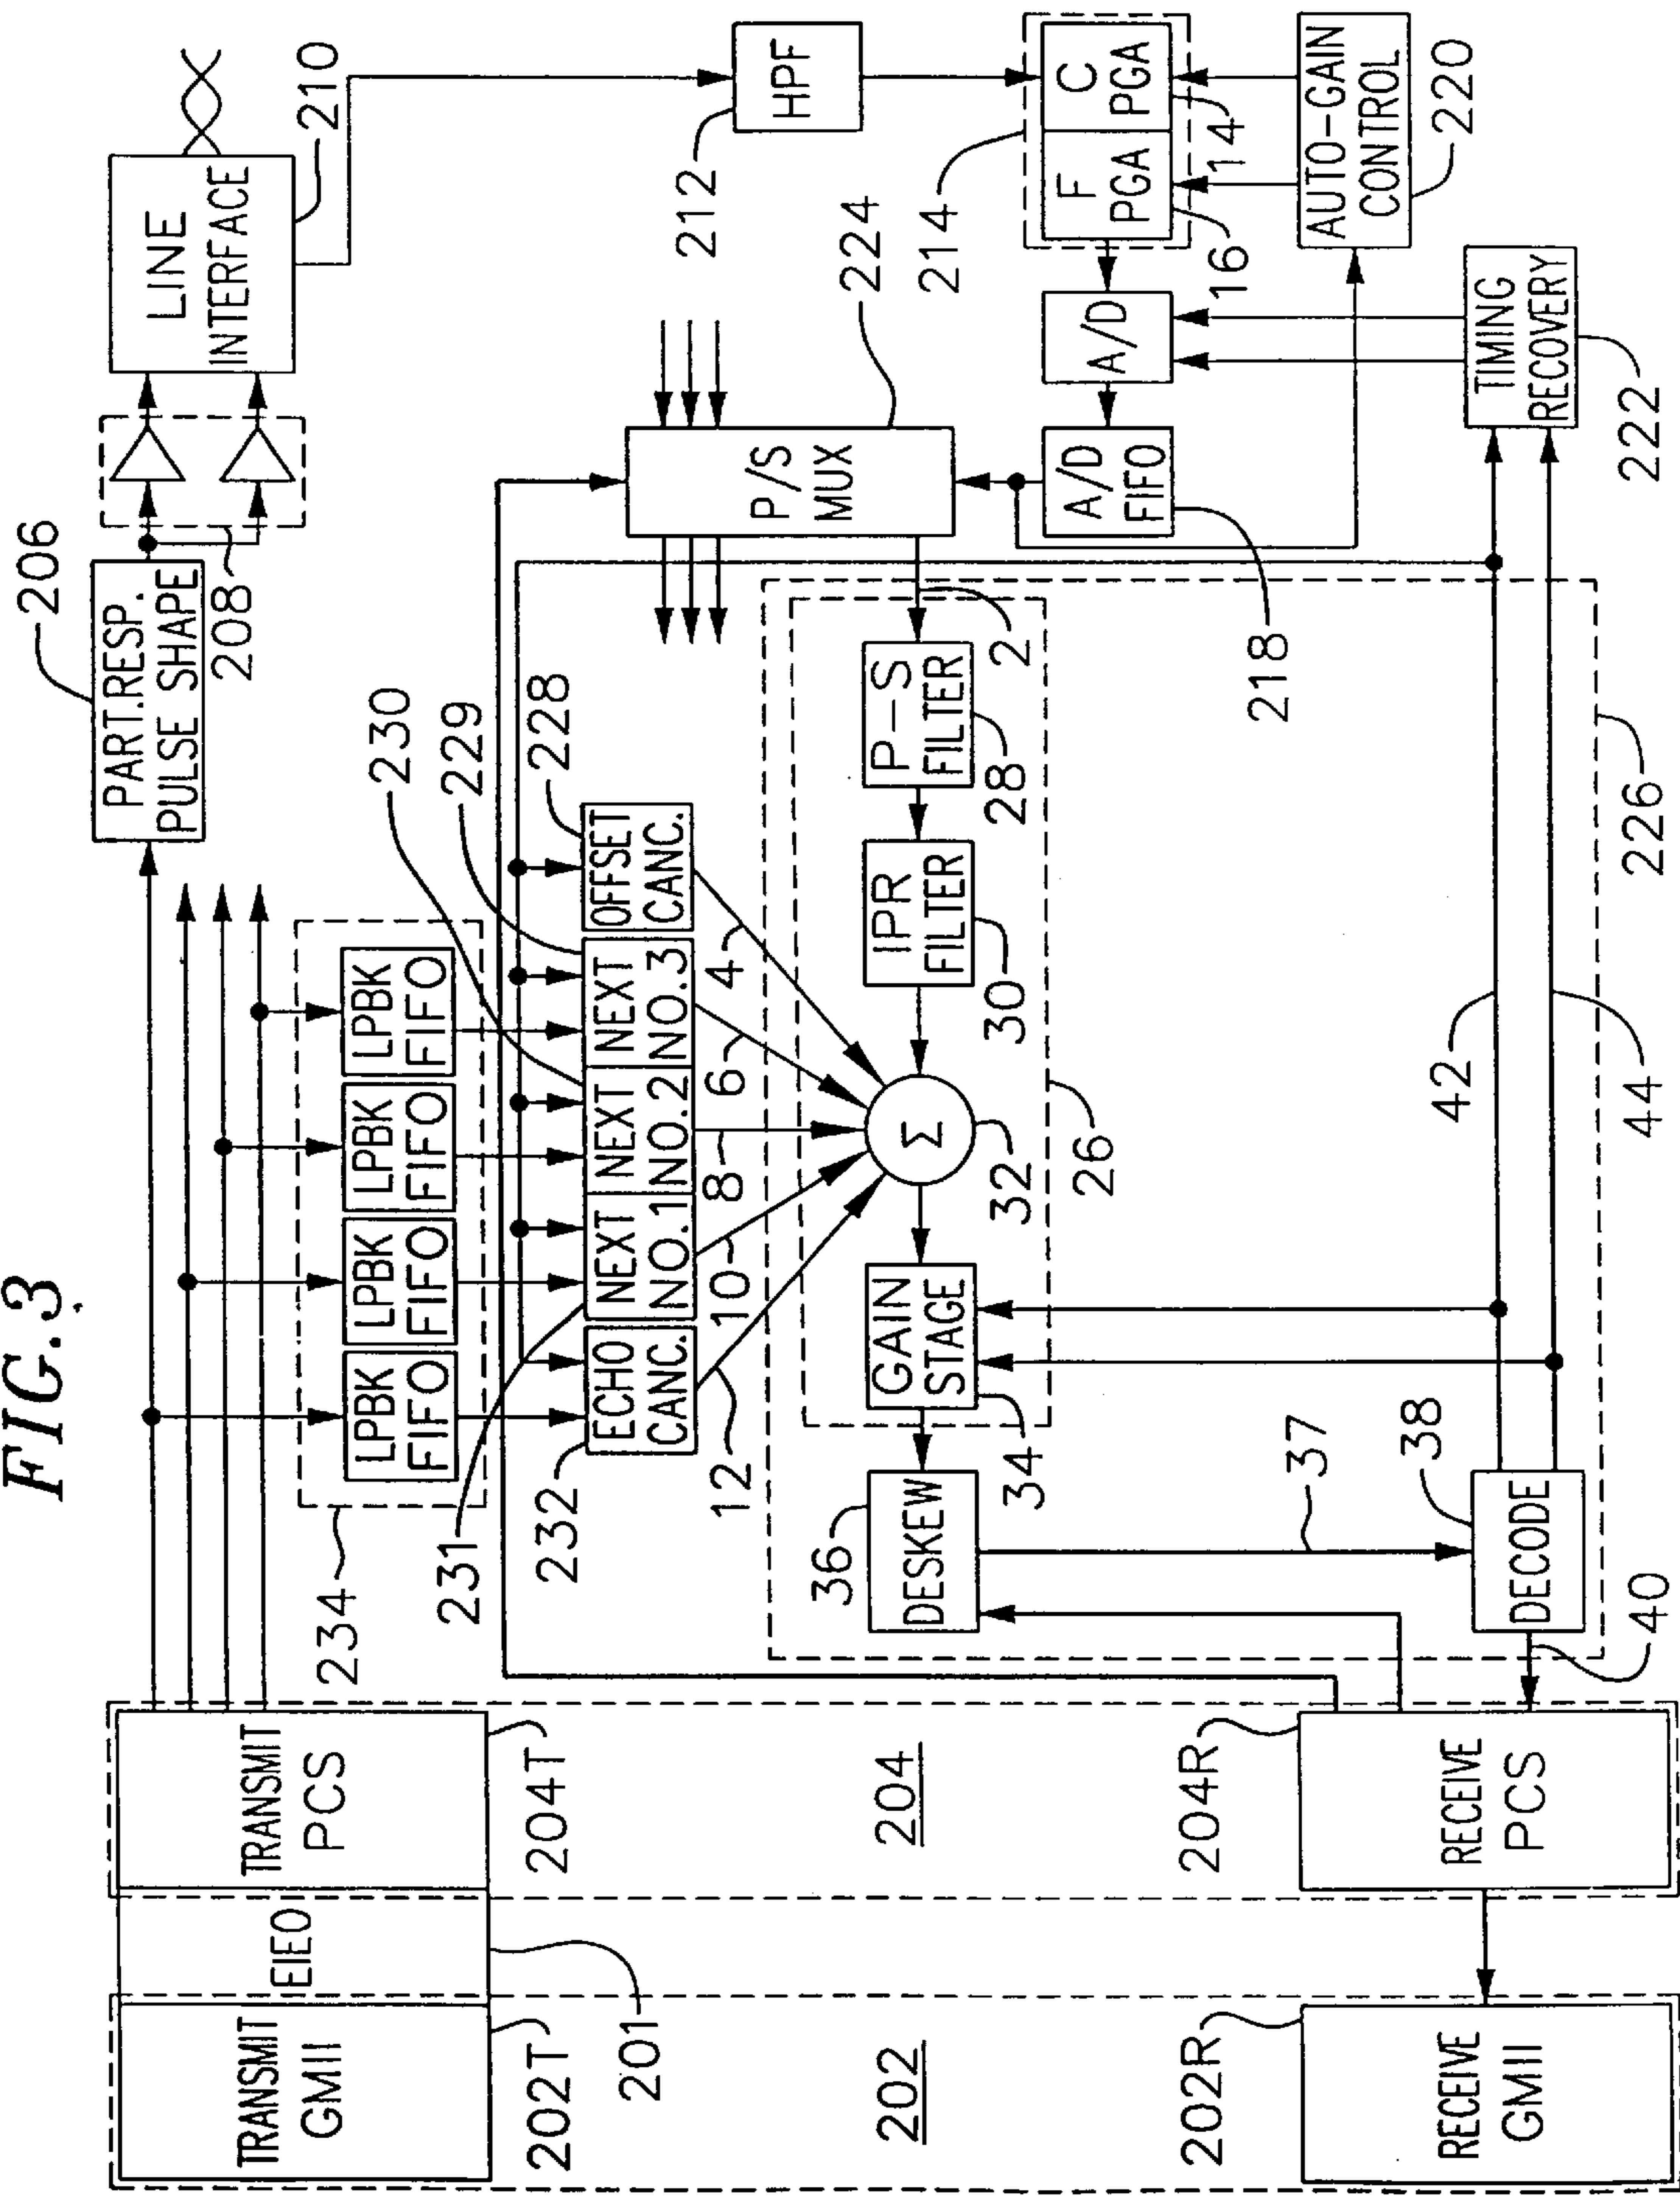 FIG.3
TRANSMIT
GMII
202T
EIEO
201
TRANSMIT
PCS
204T
202
204
RECEIVE
GMII
202R
RECEIVE
PCS
204R
PART.RESP.
PULSE SHAPE
206
208
LINE
INTERFACE
210
LPBK
FIFO
LPBK
FIFO
LPBK
FIFO
LPBK
FIFO
234
ECHO
CANC.
232
NEXT
NO.1
231
NEXT
NO.2
230
NEXT
NO.3
229
OFFSET
CANC.
228
12
10
8
6
4
P/S
MUX
224
HPF
212
F
PGA
16
C
PGA
14
214
A/D
A/D
FIFO
218
AUTO-GAIN
CONTROL
220
TIMING
RECOVERY
222
2
P-S
FILTER
28
IPR
FILTER
30
Σ
32
GAIN
STAGE
34
26
DESKEW
36
37
DECODE
38
40
42
44
226